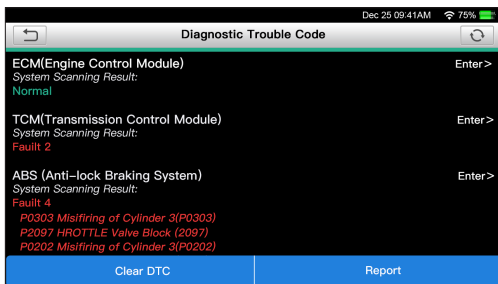 Dec 25 09:41AM 75%
Diagnostic Trouble Code
ECM(Engine Control Module) Enter>
System Scanning Result:
Normal
TCM(Transmission Control Module) Enter>
System Scanning Result:
Fauilt 2
ABS (Anti-lock Braking System) Enter>
System Scanning Result:
Fauilt 4
P0303 Misifiring of Cylinder 3(P0303)
P2097 HROTTLE Valve Block (2097)
P0202 Misifiring of Cylinder 3(P0202)
Clear DTC Report